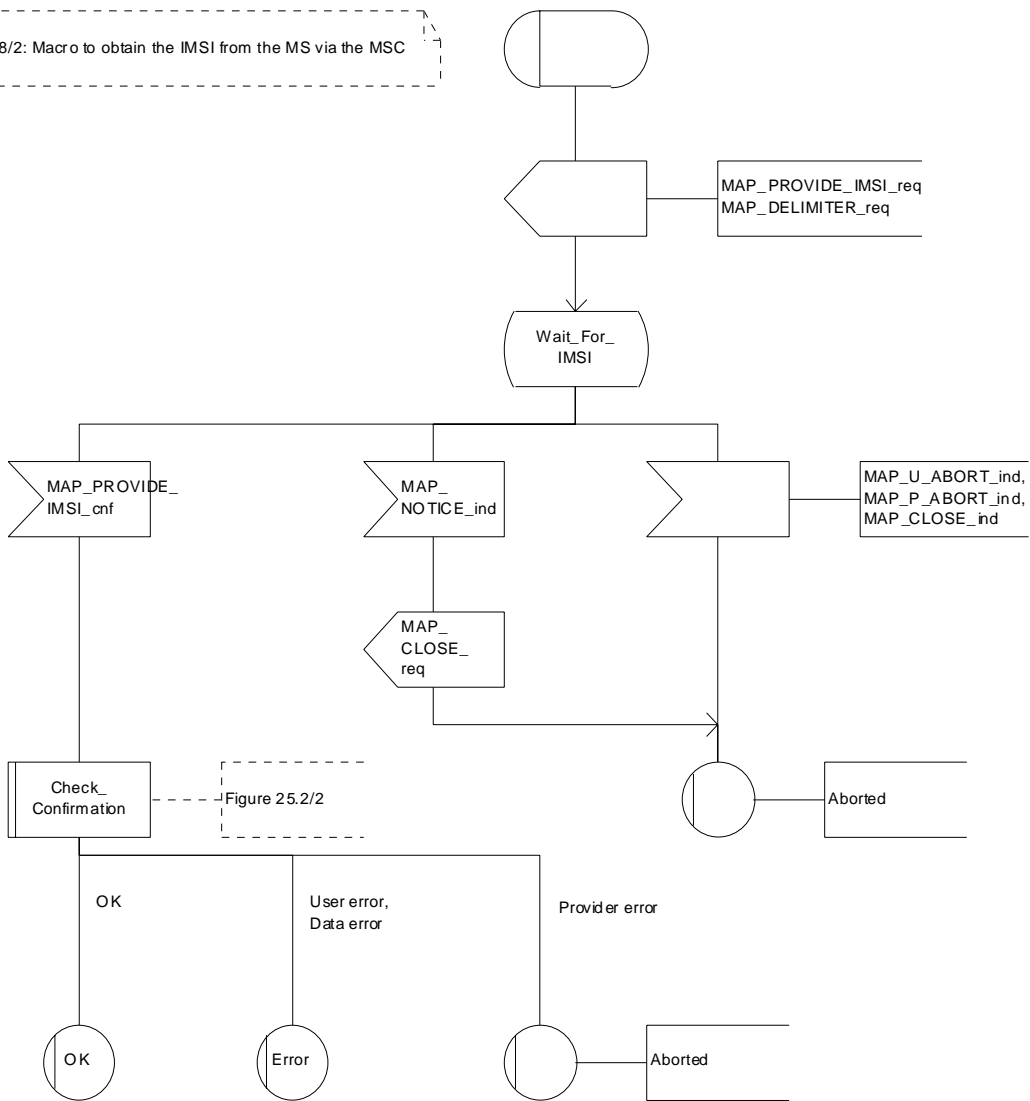 8/2: Macro to obtain the IMSI from the MS via the MSC
MAP_PROVIDE_IMSI_req
MAP_DELIMITER_req
Wait_For_
IMSI
MAP_PROVIDE_
IMSI_cnf
MAP_
NOTICE_ind
MAP_U_ABORT_ind,
MAP_P_ABORT_ind,
MAP_CLOSE_ind
MAP_
CLOSE_
req
Check_
Confirmation
Figure 25.2/2
Aborted
OK
User error,
Data error
Provider error
OK
Error
Aborted